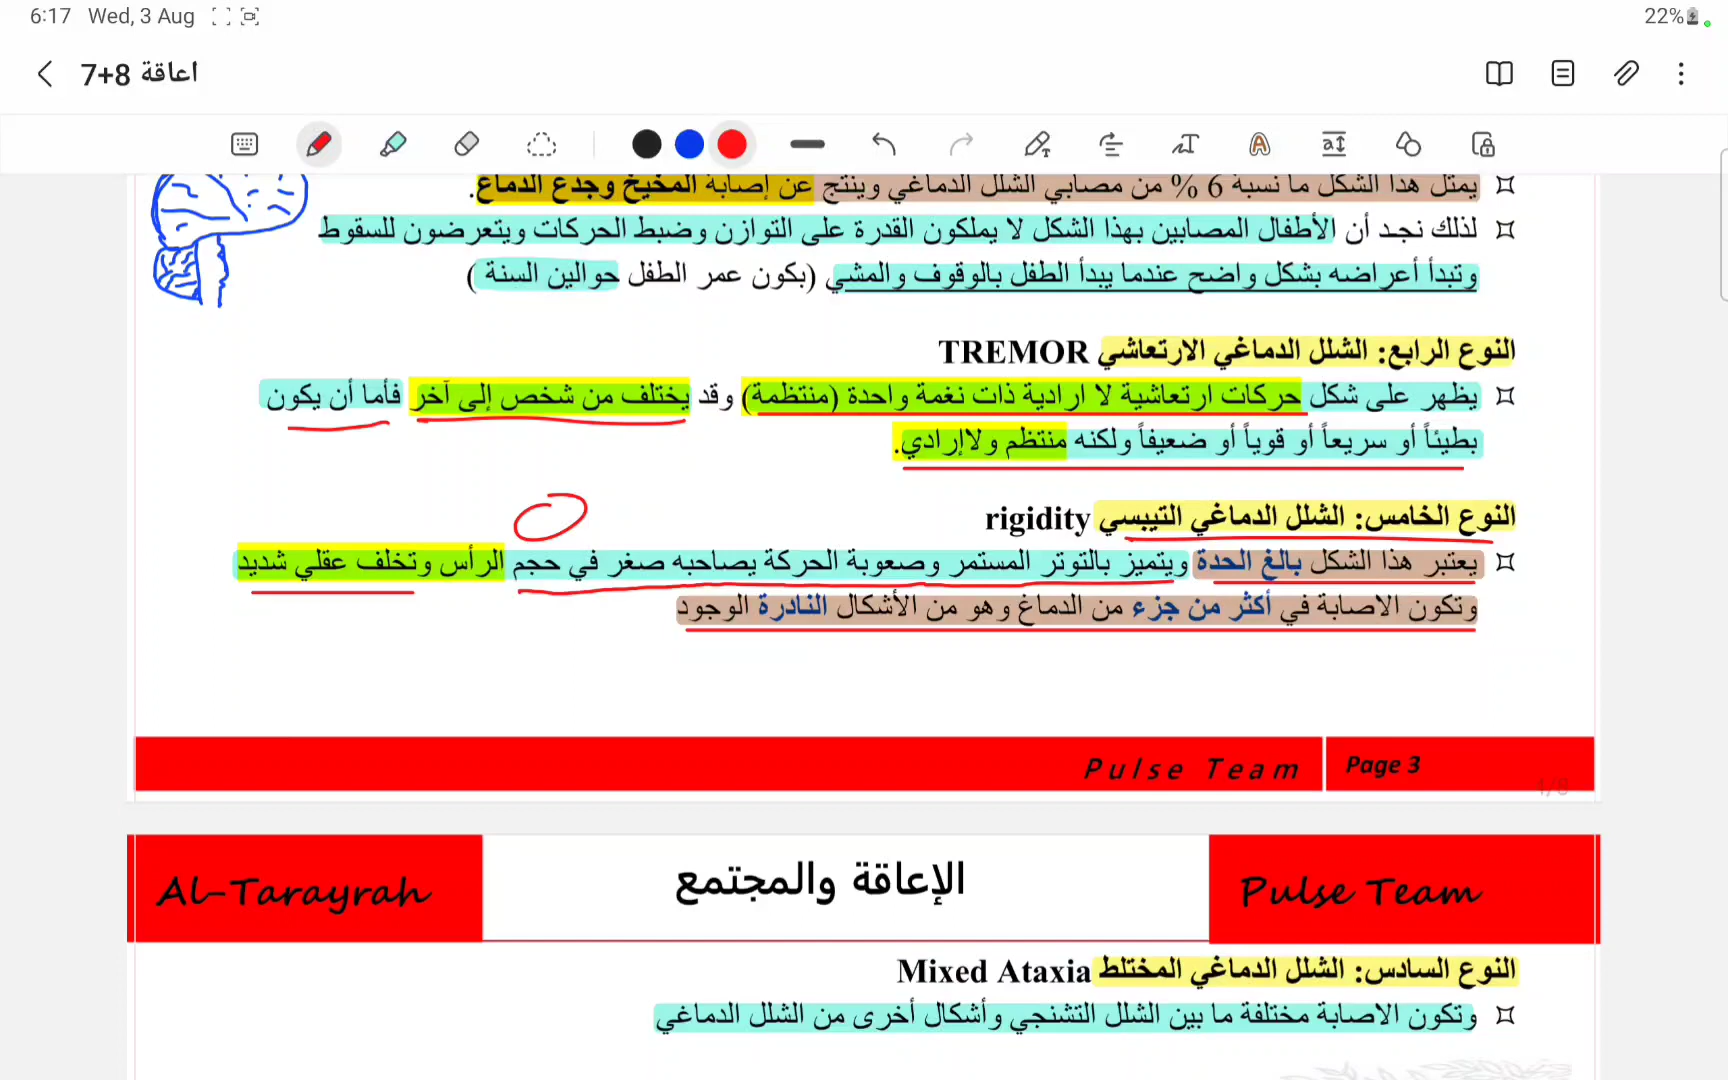 6:17 Wed, 3 Aug 22%
اعاقة 7+8
يمثل هذا الشكل ما نسبة 6 % من مصابي الشلل الدماغي وينتج عن إصابة المخيخ وجدع الدماغ.
لذلك نجد أن الأطفال المصابين بهذا الشكل لا يملكون القدرة على التوازن وضبط الحركات ويتعرضون للسقوط
وتبدأ أعراضه بشكل واضح عندما يبدأ الطفل بالوقوف والمشي (بكون عمر الطفل حوالين السنة )
النوع الرابع: الشلل الدماغي الارتعاشي TREMOR
يظهر على شكل حركات ارتعاشية لا ارادية ذات نغمة واحدة (منتظمة) وقد يختلف من شخص إلى آخر فأما أن يكون
بطيئاً أو سريعاً أو قوياً أو ضعيفاً ولكنه منتظم ولاإرادي.
النوع الخامس: الشلل الدماغي التيبسي rigidity
يعتبر هذا الشكل بالغ الحدة ويتميز بالتوتر المستمر وصعوبة الحركة يصاحبه صغر في حجم الرأس وتخلف عقلي شديد
وتكون الاصابة في أكثر من جزء من الدماغ وهو من الأشكال النادرة الوجود
Pulse Team Page 3
Al-Tarayrah الإعاقة والمجتمع Pulse Team
النوع السادس: الشلل الدماغي المختلط Mixed Ataxia
وتكون الاصابة مختلفة ما بين الشلل التشنجي وأشكال أخرى من الشلل الدماغي